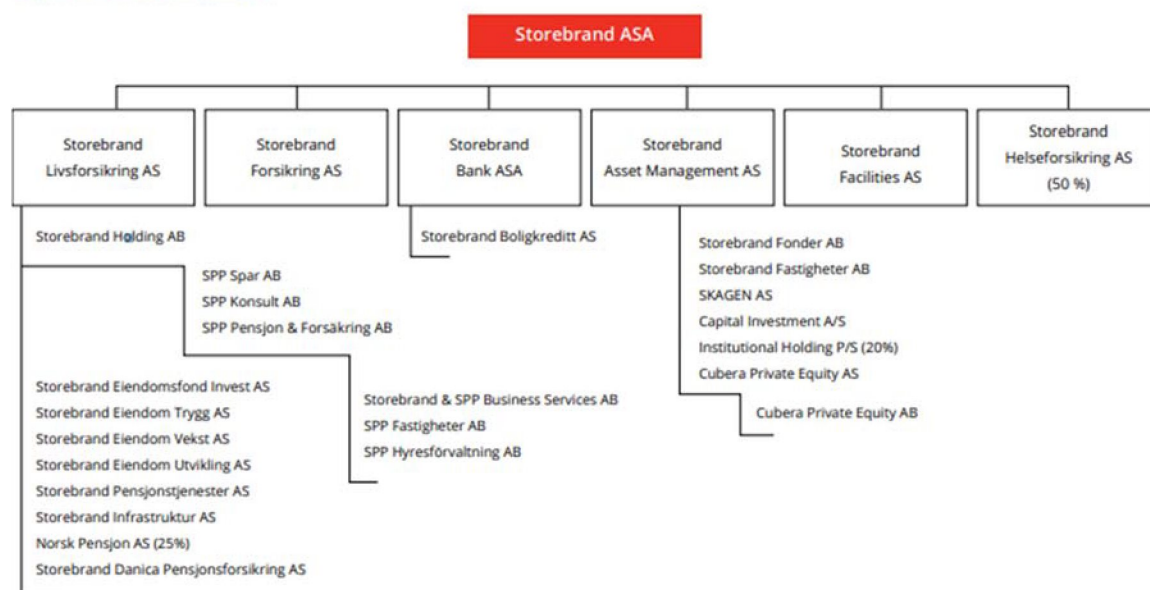 Storebrand ASA
Storebrand
Livsforsikring AS
Storebrand
Forsikring AS
Storebrand
Bank ASA
Storebrand
Asset Management AS
Storebrand
Facilities AS
Storebrand
Helseforsikring AS
(50 %)
Storebrand Holding AB
SPP Spar AB
SPP Konsult AB
SPP Pensjon & Forsäkring AB
Storebrand & SPP Business Services AB
SPP Fastigheter AB
SPP Hyresförvaltning AB
Storebrand Eiendomsfond Invest AS
Storebrand Eiendom Trygg AS
Storebrand Eiendom Vekst AS
Storebrand Eiendom Utvikling AS
Storebrand Pensjonstjenester AS
Storebrand Infrastruktur AS
Norsk Pensjon AS (25%)
Storebrand Danica Pensjonsforsikring AS
Storebrand Boligkreditt AS
Storebrand Fonder AB
Storebrand Fastigheter AB
SKAGEN AS
Capital Investment A/S
Institutional Holding P/S (20%)
Cubera Private Equity AS
Cubera Private Equity AB